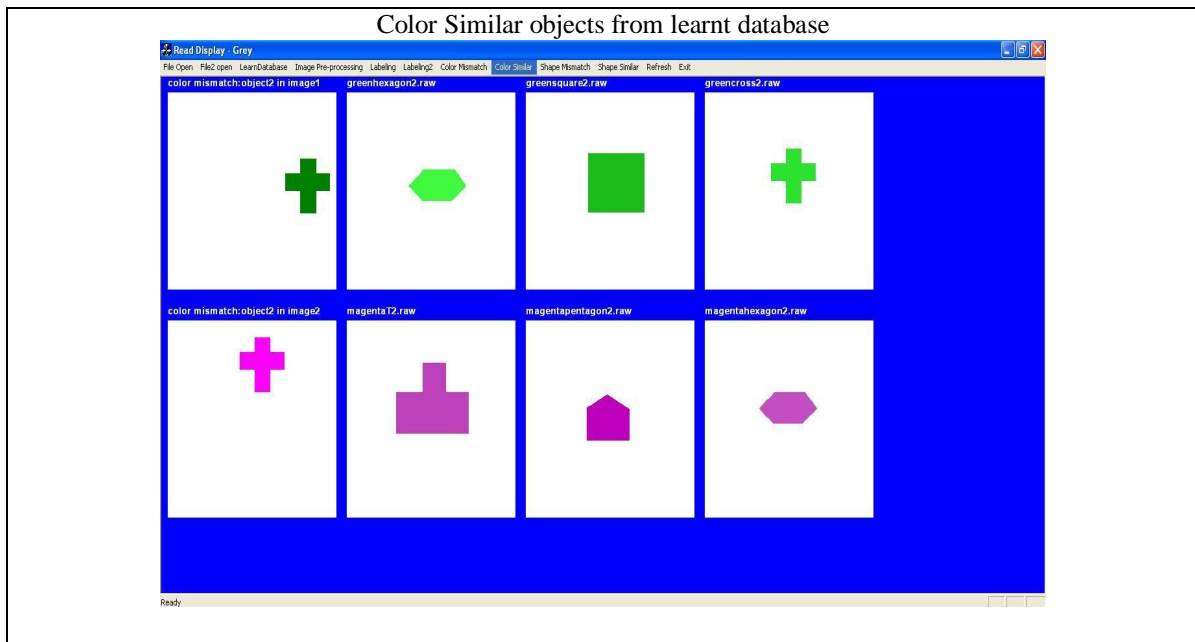 Color Similar objects from learnt database
Read Display - Grey
File Open File2 open LearnDatabase Image Pre-processing Labeling Labeling2 Color Mismatch Color Similar Shape Mismatch Shape Similar Refresh Exit
color mismatch:object2 in image1 greenhexagon2.raw greensquare2.raw greencross2.raw
color mismatch:object2 in image2 magentaT2.raw magentapentagon2.raw magentahexagon2.raw
Ready